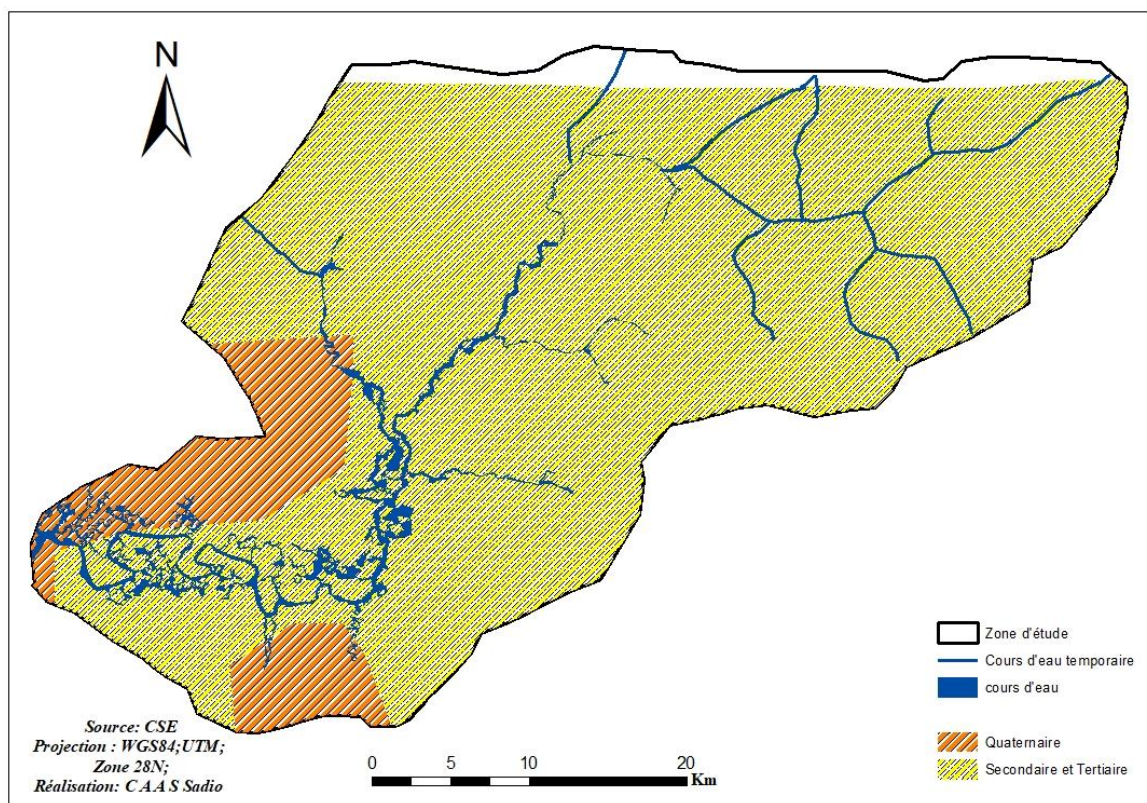 N
Zone d'étude
Cours d'eau temporaire
cours d'eau
Quaternaire
Secondaire et Tertiaire
Source: CSE
Projection : WGS84;UTM;
Zone 28N;
Réalisation: C A A S Sadio
0 5 10 20
Km